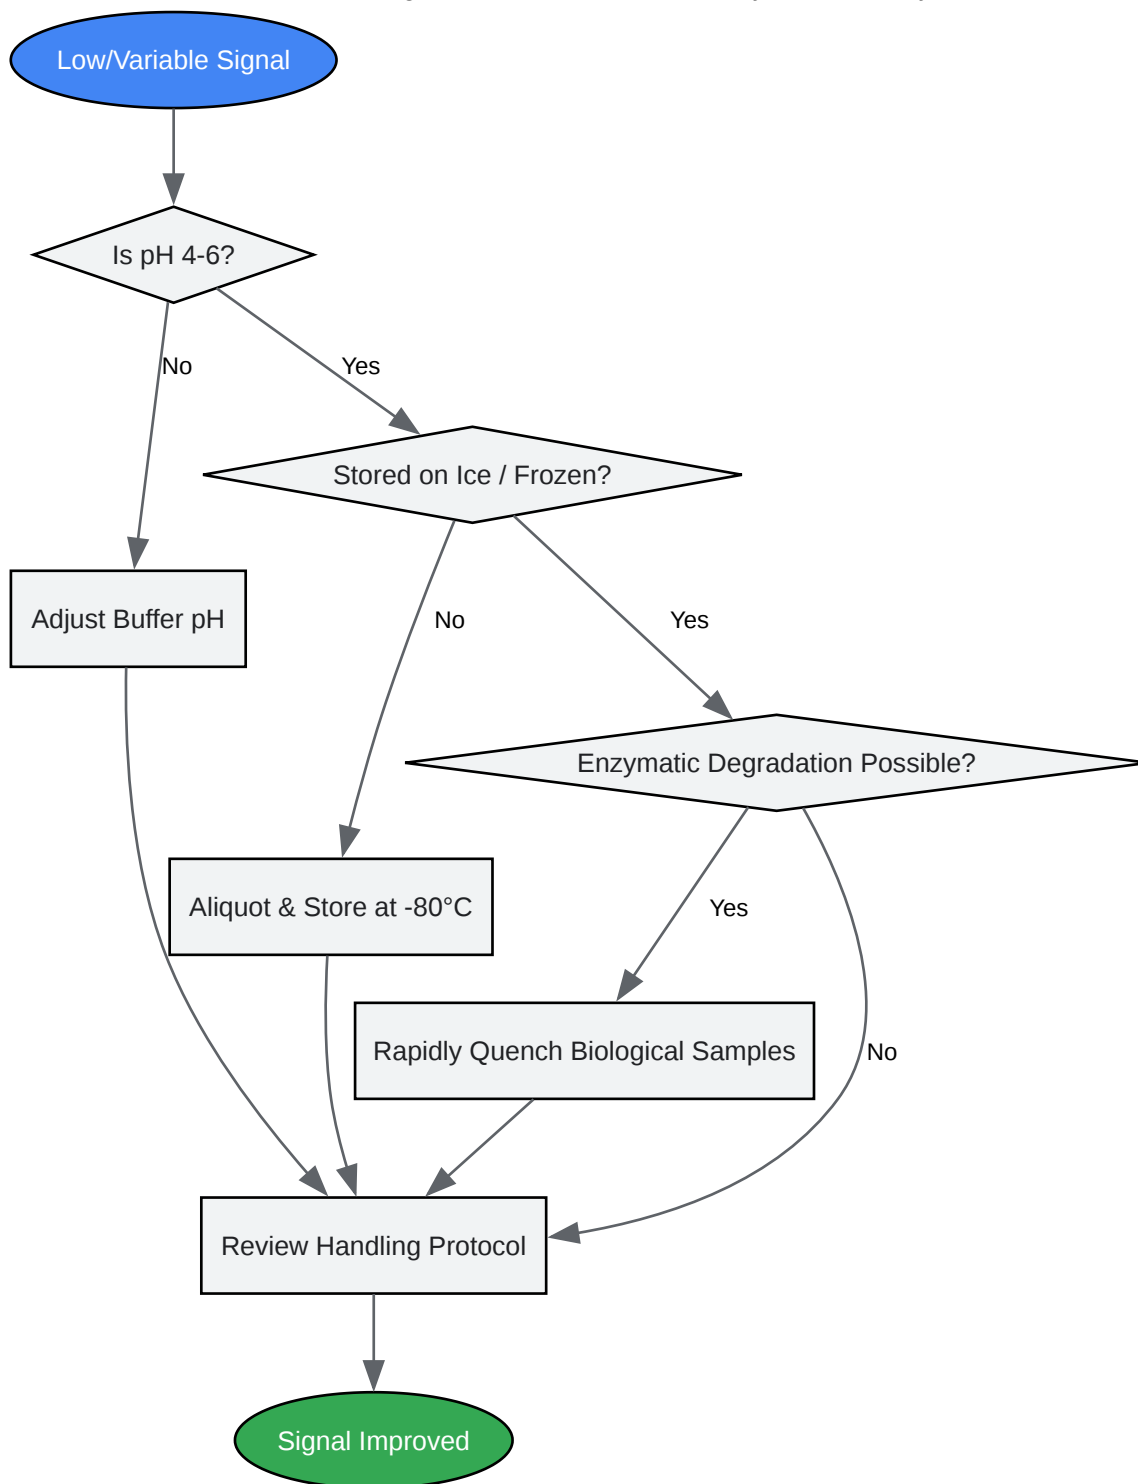 Low/Variable Signal
Is pH 4-6?
No
Yes
Stored on Ice / Frozen?
Adjust Buffer pH
No
Yes
Enzymatic Degradation Possible?
Aliquot & Store at -80°C
Yes
Rapidly Quench Biological Samples
No
Review Handling Protocol
Signal Improved